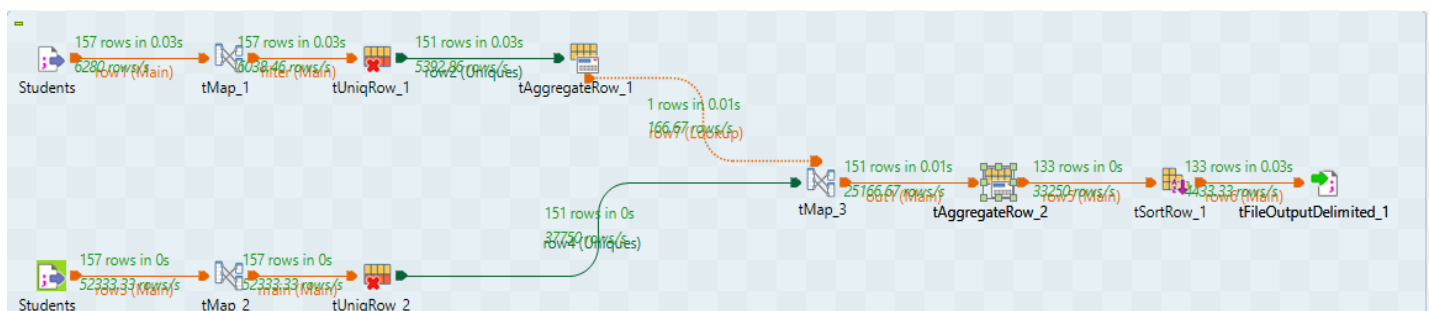 157 rows in 0.03s
6280 rows/s
row1 (Main)
157 rows in 0.03s
6038.46 rows/s
filter (Main)
151 rows in 0.03s
5392.86 rows/s
row2 (Uniques)
Students
tMap_1
tUniqRow_1
tAggregateRow_1
1 rows in 0.01s
166.67 rows/s
(Lookup)
151 rows in 0.01s
25166.67 rows/s
out1 (Main)
133 rows in 0s
33250 rows/s
row5 (Main)
133 rows in 0.03s
4433.33 rows/s
row6 (Main)
tMap_3
tAggregateRow_2
tSortRow_1
tFileOutputDelimited_1
151 rows in 0s
37750 rows/s
row4 (Uniques)
157 rows in 0s
52333.33 rows/s
row3 (Main)
157 rows in 0s
52333.33 rows/s
main (Main)
Students
tMap_2
tUniqRow_2